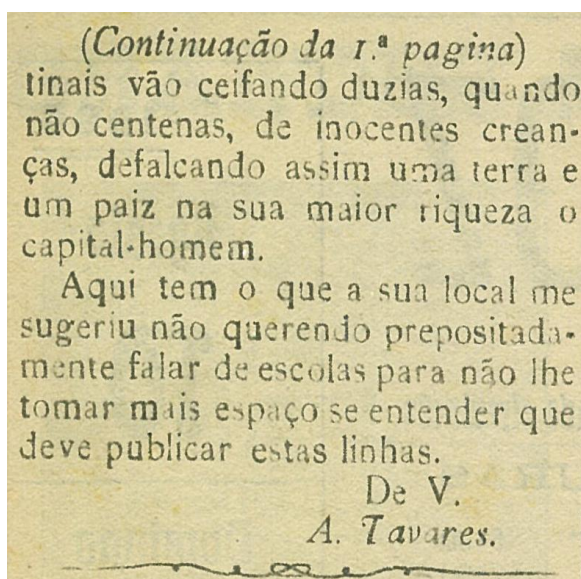 (Continuação da 1.ª pagina)
tinais vão ceifando duzias, quando
não centenas, de inocentes crean-
ças, defalcando assim uma terra e
um paiz na sua maior riqueza o
capital-homem.
Aqui tem o que a sua local me
sugeriu não querendo prepositada-
mente falar de escolas para não lhe
tomar mais espaço se entender que
deve publicar estas linhas.
De V.
A. Tavares.